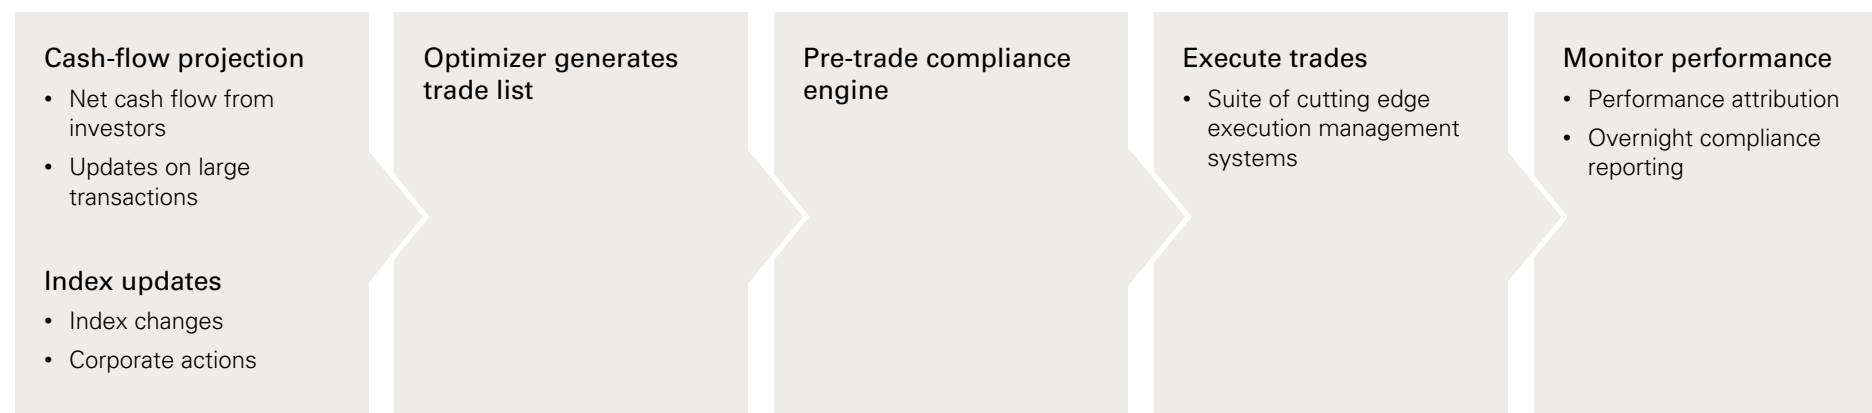 Cash-flow projection
• Net cash flow from
investors
• Updates on large
transactions
Index updates
• Index changes
• Corporate actions
Optimizer generates
trade list
Pre-trade compliance
engine
Execute trades
• Suite of cutting edge
execution management
systems
Monitor performance
• Performance attribution
• Overnight compliance
reporting